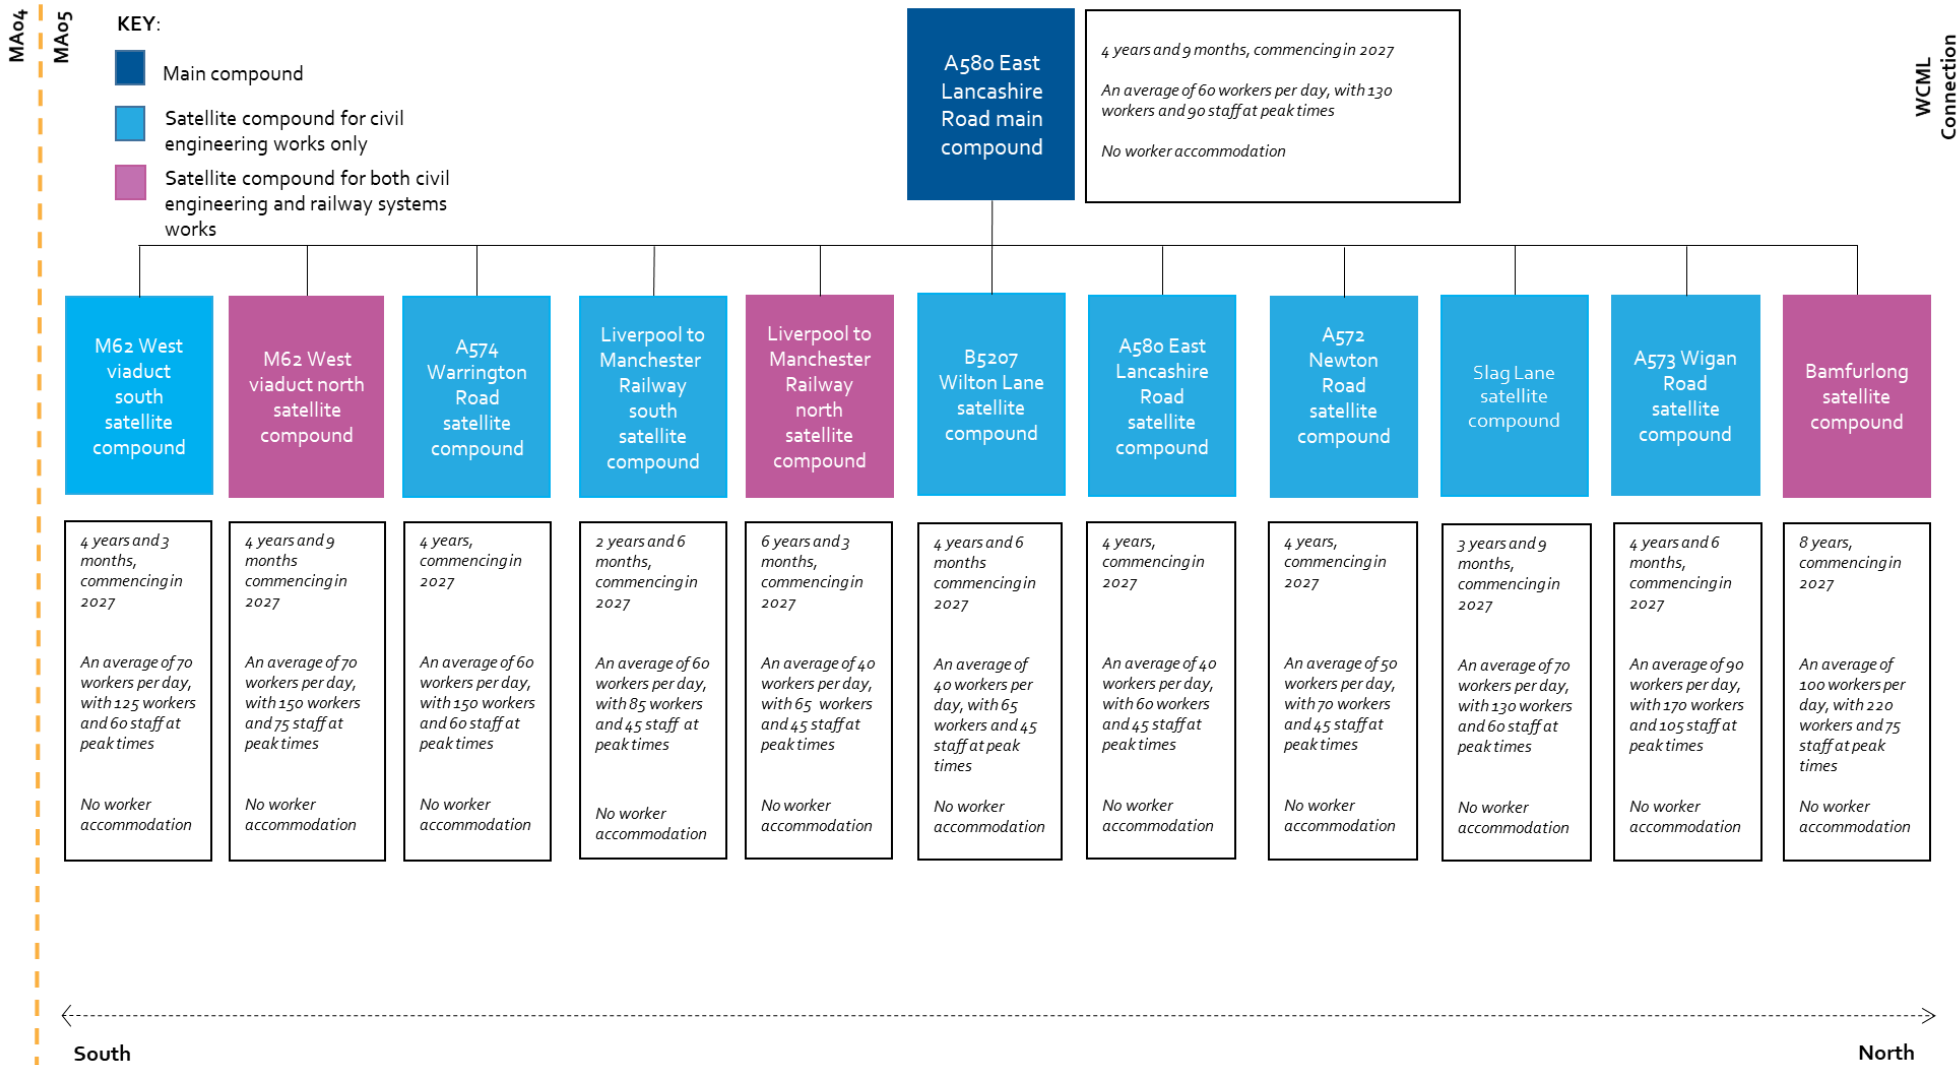 MA04
MA05
KEY:
Main compound
Satellite compound for civil
engineering works only
Satellite compound for both civil
engineering and railway systems
works
A580 East
Lancashire
Road main
compound
4 years and 9 months, commencing in 2027
An average of 60 workers per day, with 130
workers and 90 staff at peak times
No worker accommodation
WCML
Connection
M62 West
viaduct
south
satellite
compound
M62 West
viaduct north
satellite
compound
A574
Warrington
Road
satellite
compound
Liverpool to
Manchester
Railway
south
satellite
compound
Liverpool to
Manchester
Railway
north
satellite
compound
B5207
Wilton Lane
satellite
compound
A580 East
Lancashire
Road
satellite
compound
A572
Newton
Road
satellite
compound
Slag Lane
satellite
compound
A573 Wigan
Road
satellite
compound
Bamfurlong
satellite
compound
4 years and 3
months,
commencing in
2027
An average of 70
workers per day,
with 125 workers
and 60 staff at
peak times
No worker
accommodation
4 years and 9
months
commencing in
2027
An average of 70
workers per day,
with 150 workers
and 75 staff at
peak times
No worker
accommodation
4 years,
commencing in
2027
An average of 60
workers per day,
with 150 workers
and 60 staff at
peak times
No worker
accommodation
2 years and 6
months,
commencing in
2027
An average of 60
workers per day,
with 85 workers
and 45 staff at
peak times
No worker
accommodation
6 years and 3
months,
commencing in
2027
An average of 40
workers per day,
with 65 workers
and 45 staff at
peak times
No worker
accommodation
4 years and 6
months
commencing in
2027
An average of
40 workers per
day, with 65
workers and 45
staff at peak
times
No worker
accommodation
4 years,
commencing in
2027
An average of 40
workers per day,
with 60 workers
and 45 staff at
peak times
No worker
accommodation
4 years,
commencing in
2027
An average of 50
workers per day,
with 70 workers
and 45 staff at
peak times
No worker
accommodation
3 years and 9
months,
commencing in
2027
An average of 70
workers per day,
with 130 workers
and 60 staff at
peak times
No worker
accommodation
4 years and 6
months,
commencing in
2027
An average of 90
workers per day,
with 170 workers
and 105 staff at
peak times
No worker
accommodation
8 years,
commencing in
2027
An average of
100 workers per
day, with 220
workers and 75
staff at peak
times
No worker
accommodation
South
North